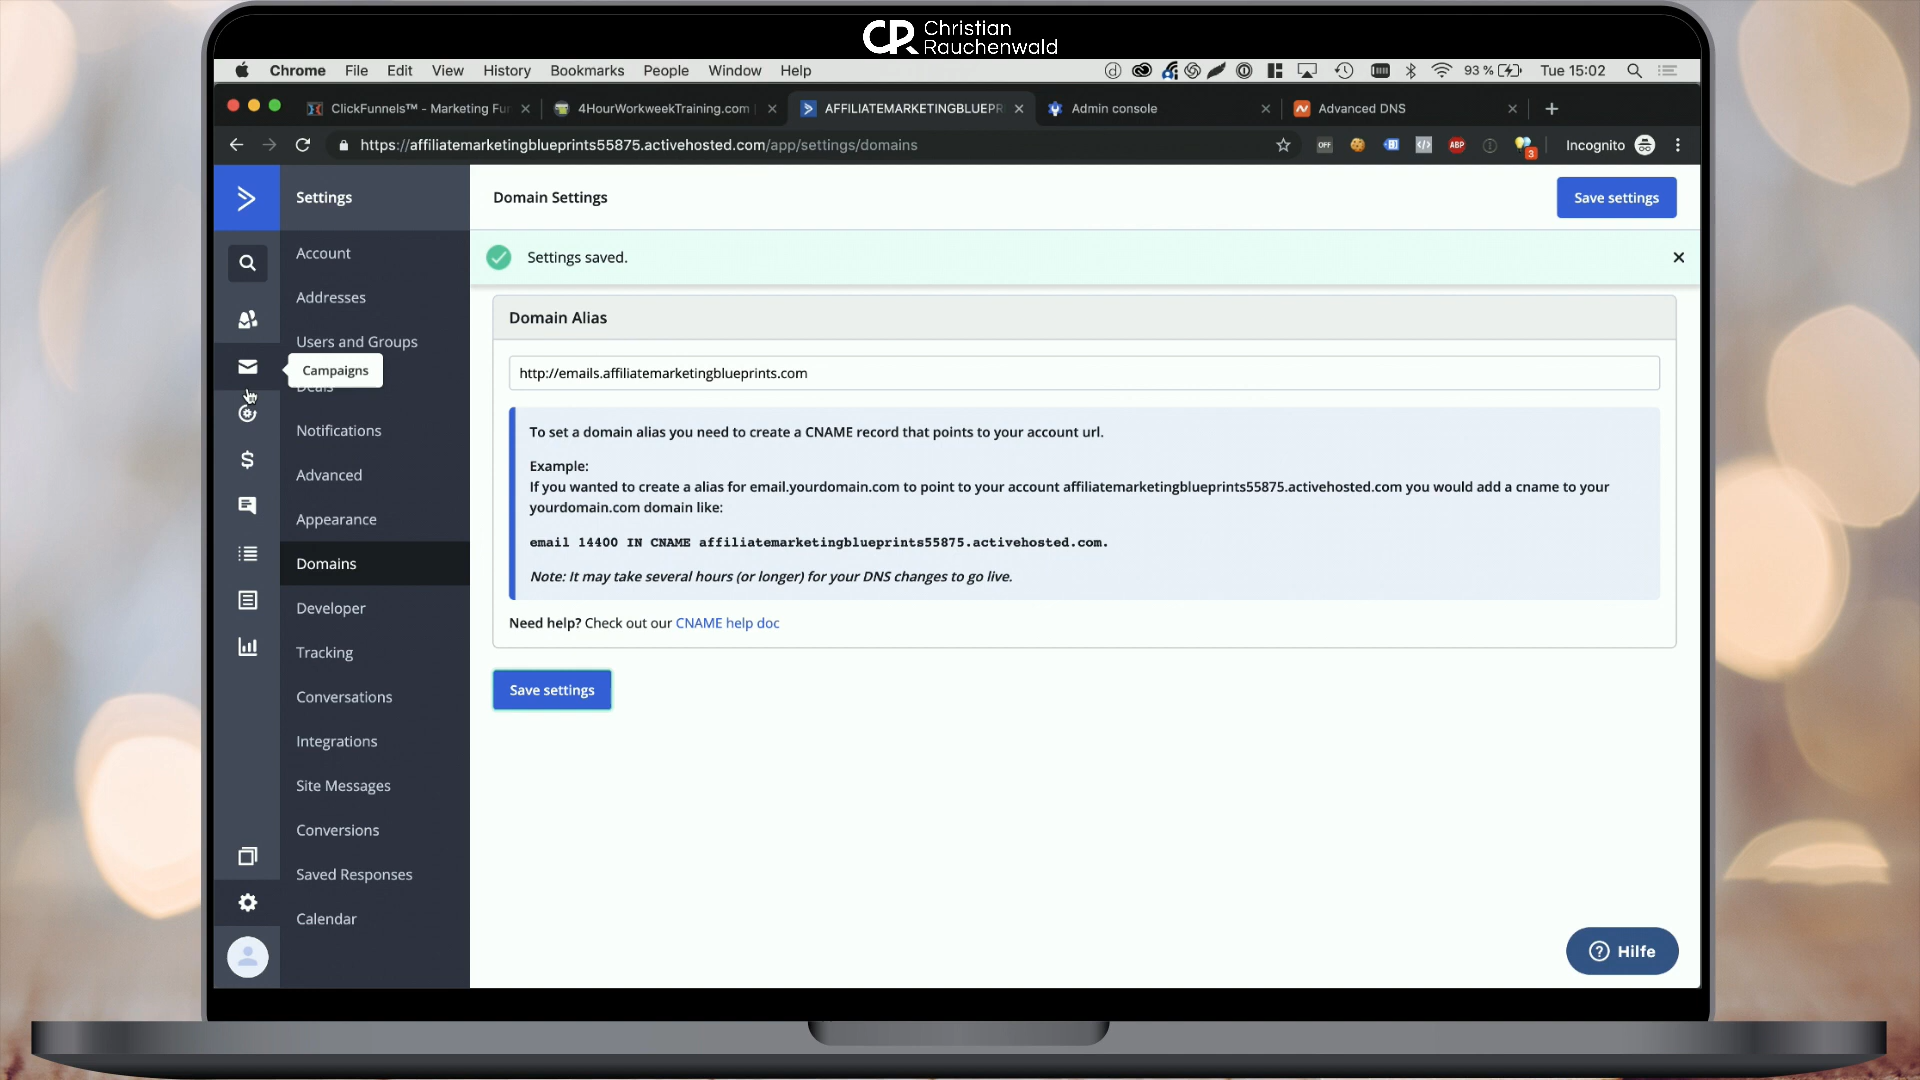 Christian
Rauchenwald
Chrome File Edit View History Bookmarks People Window Help
93 % Tue 15:02
ClickFunnels™ - Marketing Fu
4HourWorkweekTraining.com
AFFILIATEMARKETINGBLUEPR
Admin console
Advanced DNS
https://affiliatemarketingblueprints55875.activehosted.com/app/settings/domains
OFF
ABP
3
Incognito
Settings
Domain Settings
Save settings
Account
Settings saved.
Addresses
Domain Alias
Users and Groups
Campaigns
http://emails.affiliatemarketingblueprints.com
Deals
Notifications
To set a domain alias you need to create a CNAME record that points to your account url.
Advanced
Example:
If you wanted to create a alias for email.yourdomain.com to point to your account affiliatemarketingblueprints55875.activehosted.com you would add a cname to your
yourdomain.com domain like:
Appearance
email 14400 IN CNAME affiliatemarketingblueprints55875.activehosted.com.
Domains
Note: It may take several hours (or longer) for your DNS changes to go live.
Developer
Need help? Check out our CNAME help doc
Tracking
Save settings
Conversations
Integrations
Site Messages
Conversions
Saved Responses
Calendar
Hilfe